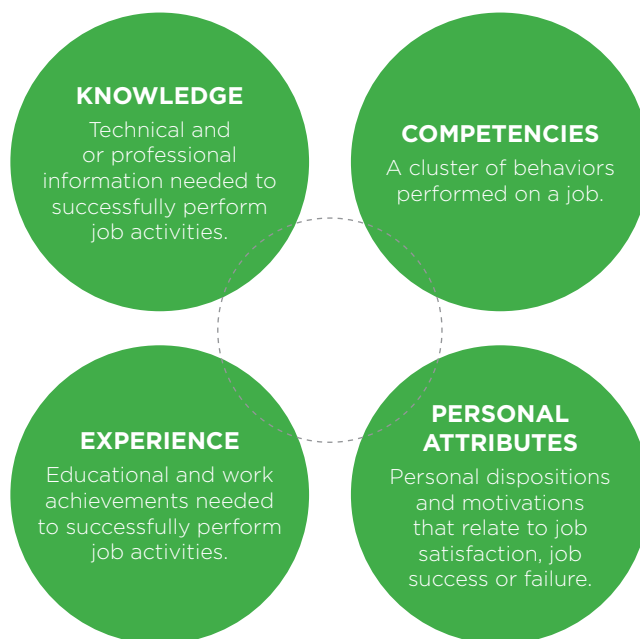 KNOWLEDGE
Technical and
or professional
information needed to
successfully perform
job activities.
COMPETENCIES
A cluster of behaviors
performed on a job.
EXPERIENCE
Educational and work
achievements needed
to successfully perform
job activities.
PERSONAL
ATTRIBUTES
Personal dispositions
and motivations
that relate to job
satisfaction, job
success or failure.